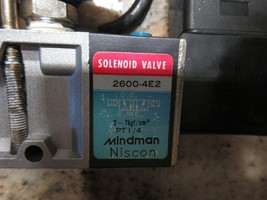 SOLENOID VALVE
2600-4E2
2-7kgf/cm²
PT1/4
Mindman
Niscon